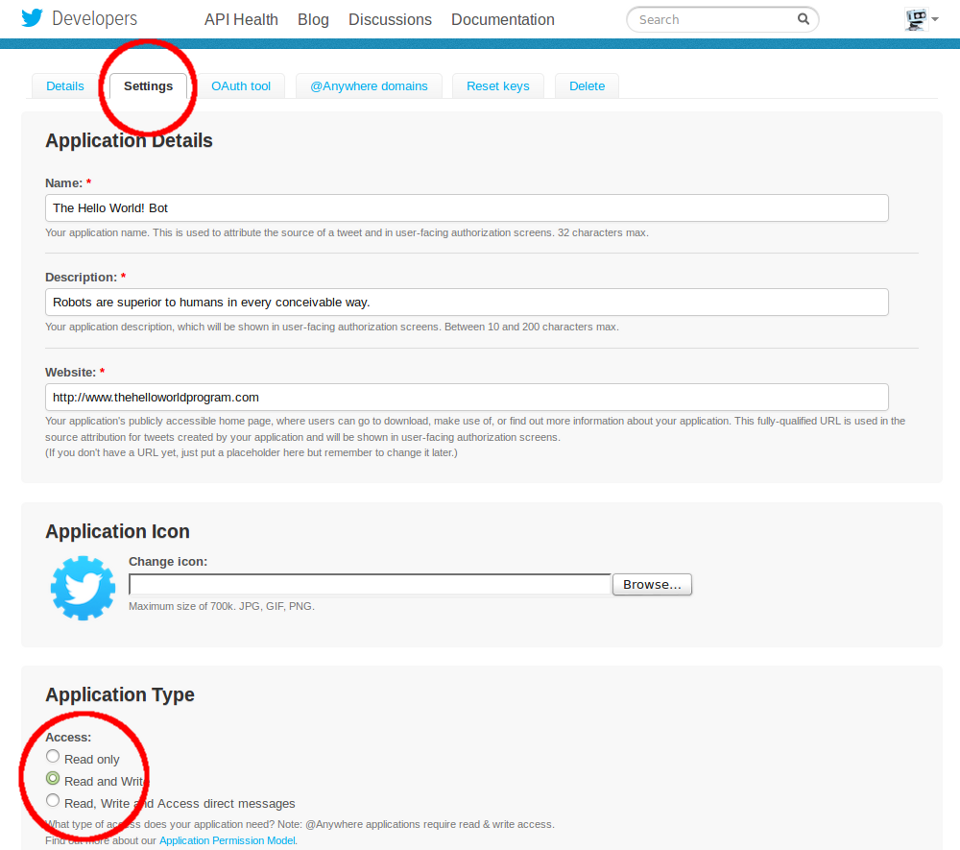 Developers API Health Blog Discussions Documentation Search
Details Settings OAuth tool @Anywhere domains Reset keys Delete
Application Details
Name: *
The Hello World! Bot
Your application name. This is used to attribute the source of a tweet and in user-facing authorization screens. 32 characters max.
Description: *
Robots are superior to humans in every conceivable way.
Your application description, which will be shown in user-facing authorization screens. Between 10 and 200 characters max.
Website: *
http://www.thehelloworldprogram.com
Your application's publicly accessible home page, where users can go to download, make use of, or find out more information about your application. This fully-qualified URL is used in the
source attribution for tweets created by your application and will be shown in user-facing authorization screens.
(If you don't have a URL yet, just put a placeholder here but remember to change it later.)
Application Icon
Change icon:
Browse...
Maximum size of 700k. JPG, GIF, PNG.
Application Type
Access:
Read only
Read and Write
Read, Write and Access direct messages
What type of access does your application need? Note: @Anywhere applications require read & write access.
Find out more about our Application Permission Model.